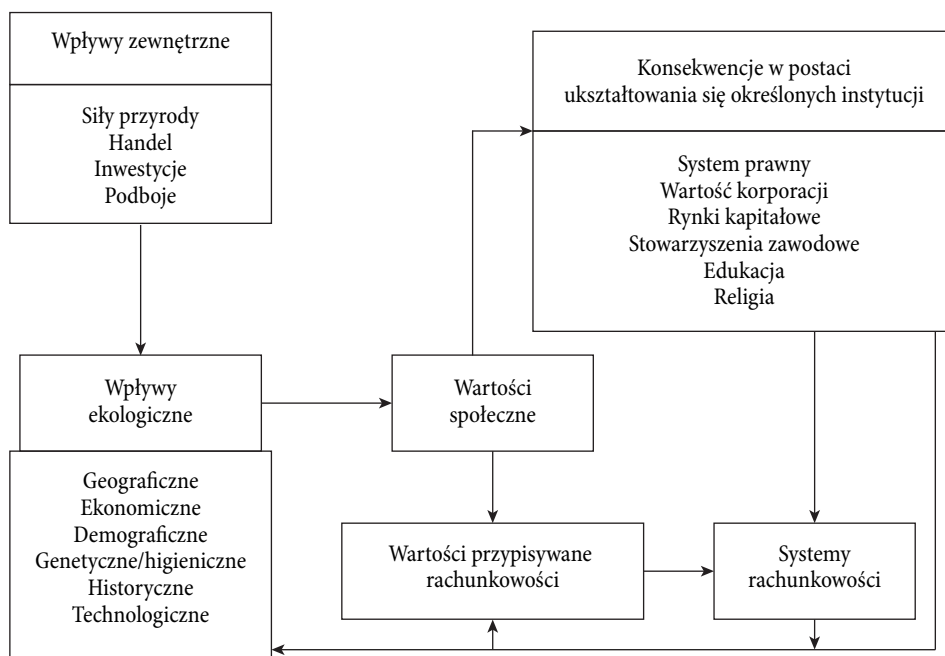 Wpływy zewnętrzne
Siły przyrody
Handel
Inwestycje
Podboje
Konsekwencje w postaci
ukształtowania się określonych instytucji
System prawny
Wartość korporacji
Rynki kapitałowe
Stowarzyszenia zawodowe
Edukacja
Religia
Wpływy
ekologiczne
Wartości
społeczne
Geograficzne
Ekonomiczne
Demograficzne
Genetyczne/higieniczne
Historyczne
Technologiczne
Wartości przypisywane
rachunkowości
Systemy
rachunkowości